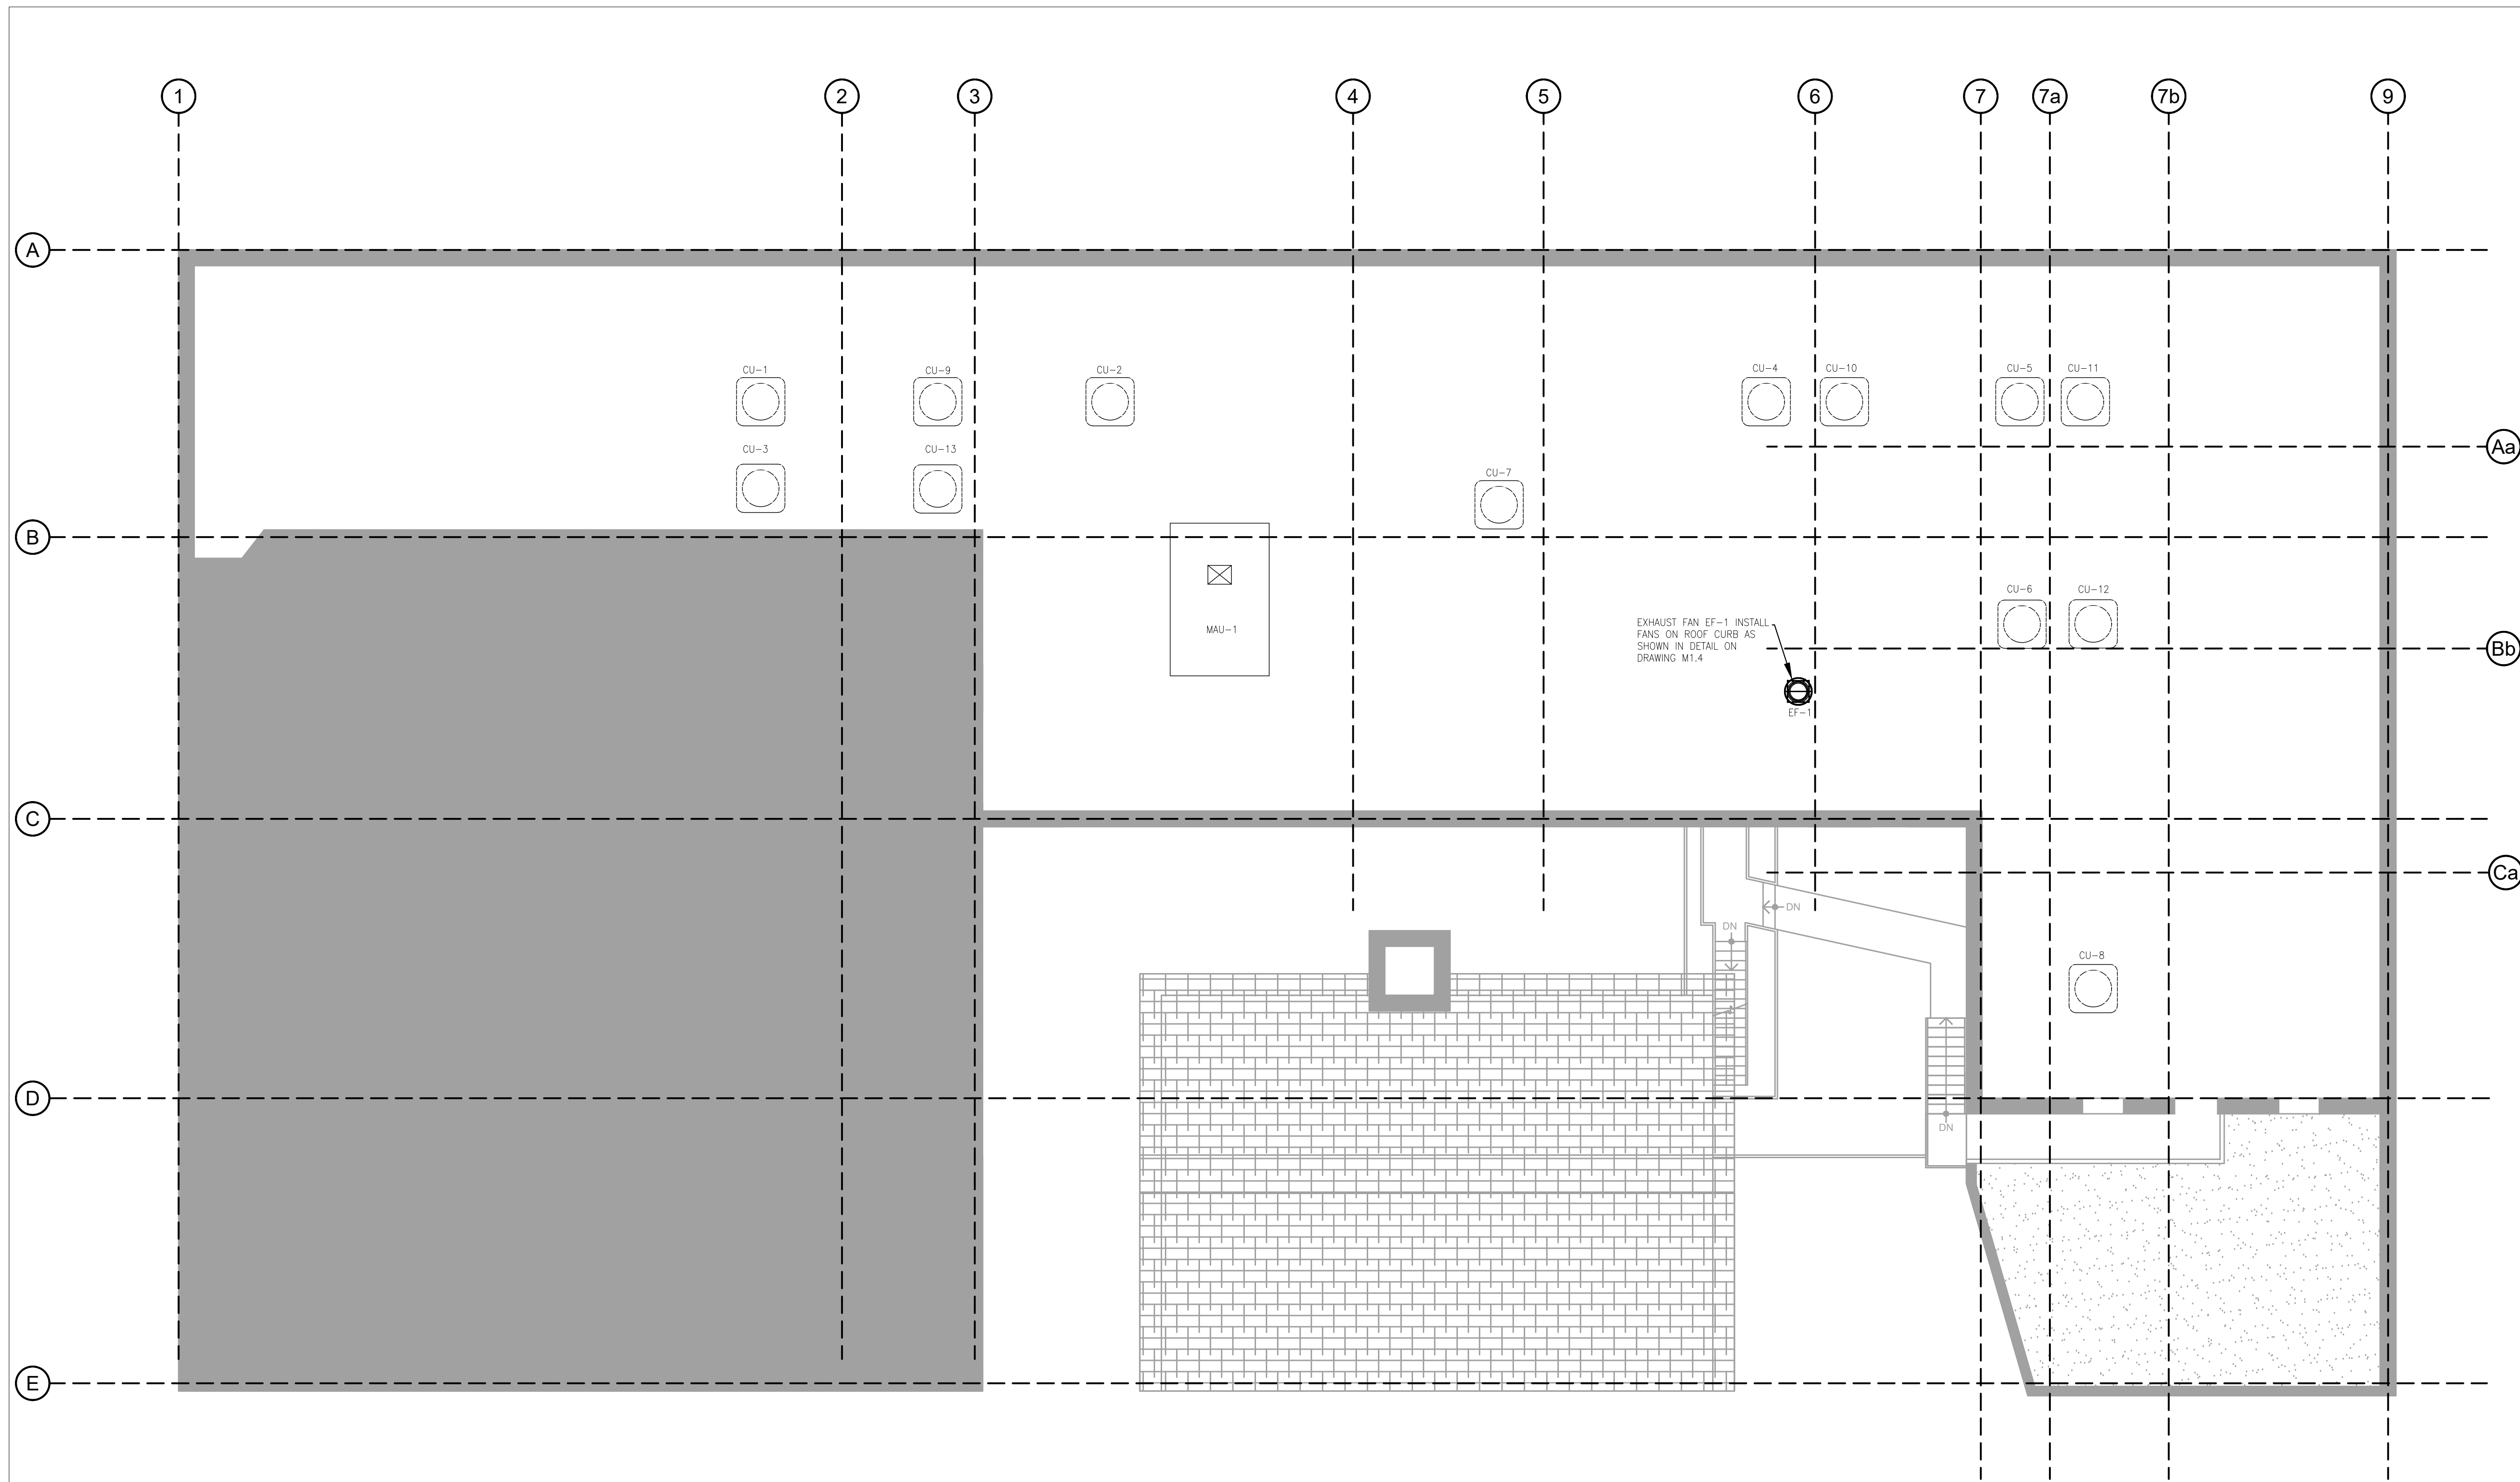 1
2
3
4
5
6
7
7a
7b
9
A
CU-1
CU-9
CU-2
CU-4
CU-10
CU-5
CU-11
Aa
CU-3
CU-13
CU-7
B
CU-6
CU-12
MAU-1
EXHAUST FAN EF-1 INSTALL
FANS ON ROOF CURB AS
SHOWN IN DETAIL ON
DRAWING M1.4
Bb
EF-1
C
Ca
DN
DN
CU-8
D
DN
E